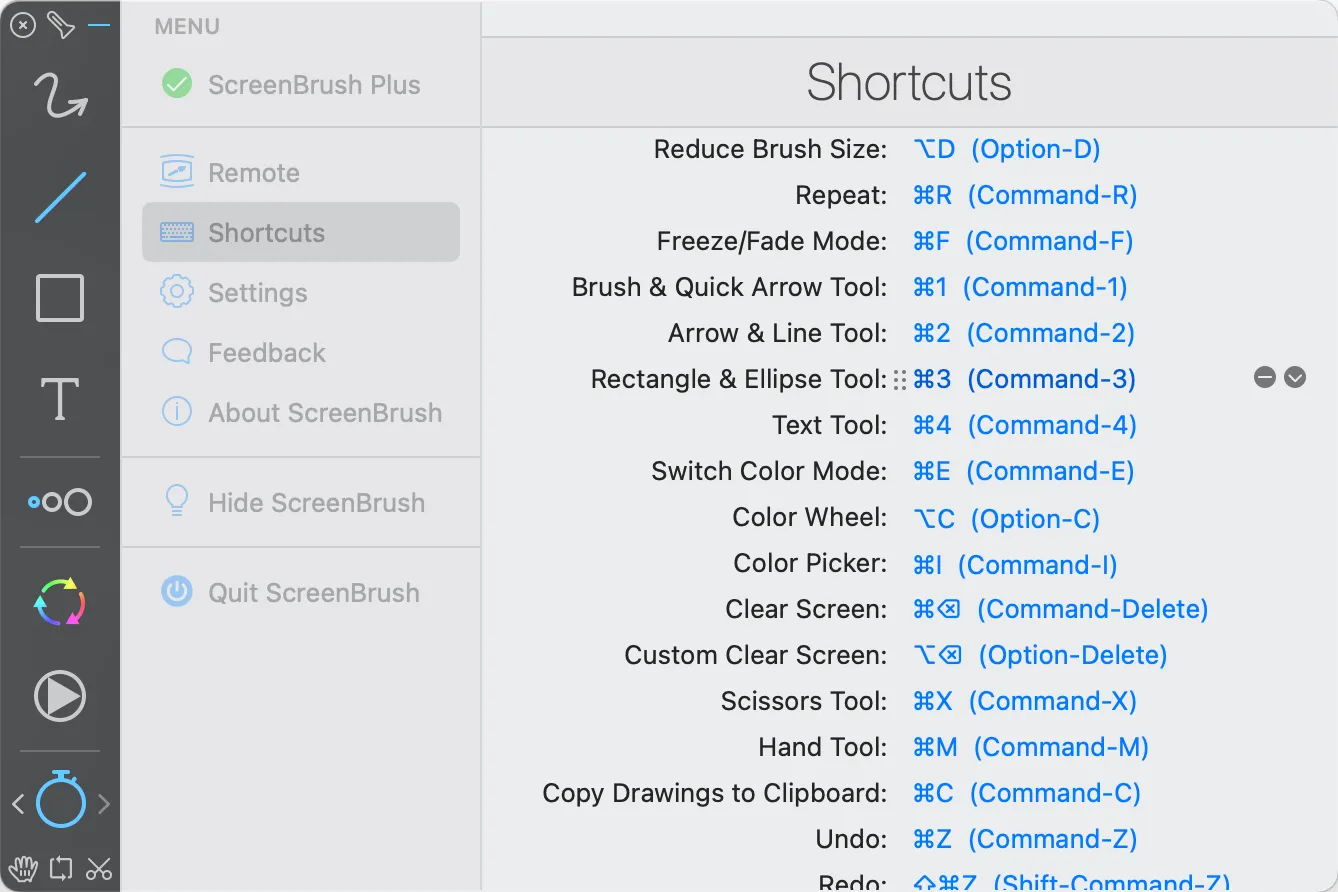 MENU
ScreenBrush Plus
Remote
Shortcuts
Settings
Feedback
About ScreenBrush
Hide ScreenBrush
Quit ScreenBrush
T
Shortcuts
Reduce Brush Size: ⌥D (Option-D)
Repeat: ⌘R (Command-R)
Freeze/Fade Mode: ⌘F (Command-F)
Brush & Quick Arrow Tool: ⌘1 (Command-1)
Arrow & Line Tool: ⌘2 (Command-2)
Rectangle & Ellipse Tool: ⌘3 (Command-3)
Text Tool: ⌘4 (Command-4)
Switch Color Mode: ⌘E (Command-E)
Color Wheel: ⌥C (Option-C)
Color Picker: ⌘I (Command-I)
Clear Screen: ⌘⌫ (Command-Delete)
Custom Clear Screen: ⌥⌫ (Option-Delete)
Scissors Tool: ⌘X (Command-X)
Hand Tool: ⌘M (Command-M)
Copy Drawings to Clipboard: ⌘C (Command-C)
Undo: ⌘Z (Command-Z)
Redo: ⇧⌘Z (Shift-Command-Z)